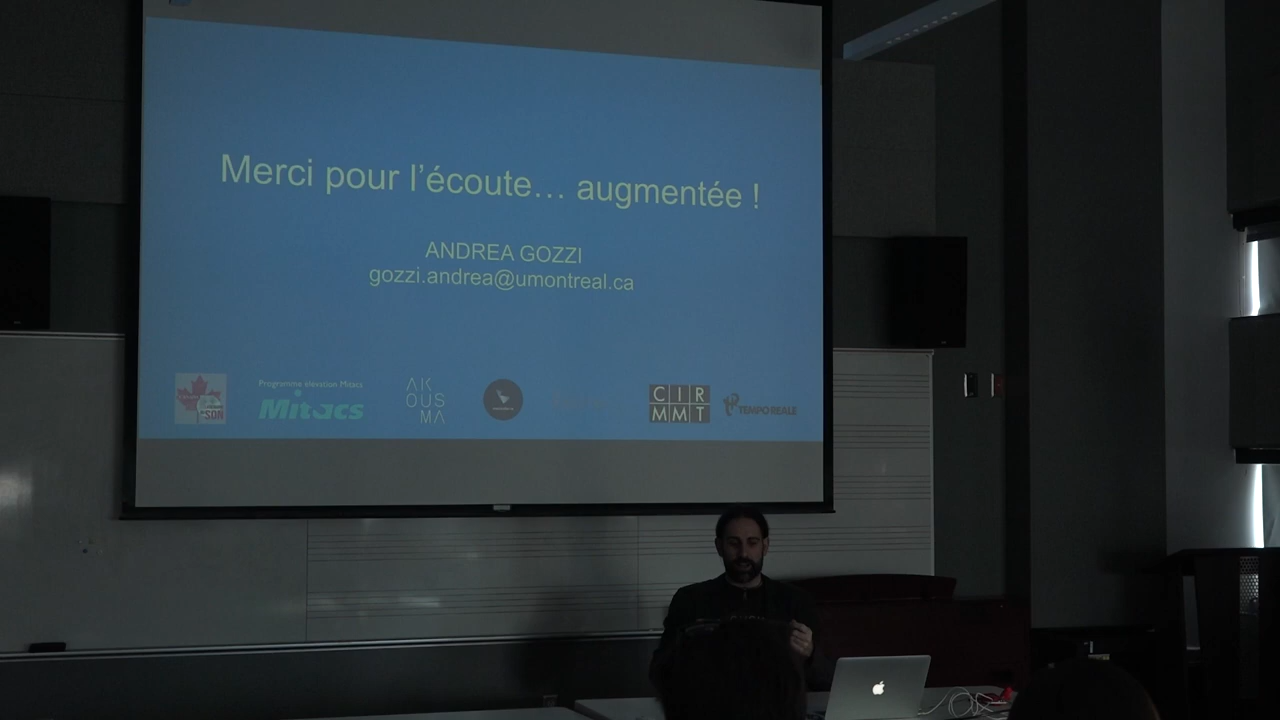 Merci pour l'écoute… augmentée !
ANDREA GOZZI
gozzi.andrea@umontreal.ca
Programme élévation Mitacs
Mitacs
AK
OUS
MA
SON
CIR
MMT
TEMPO REALE